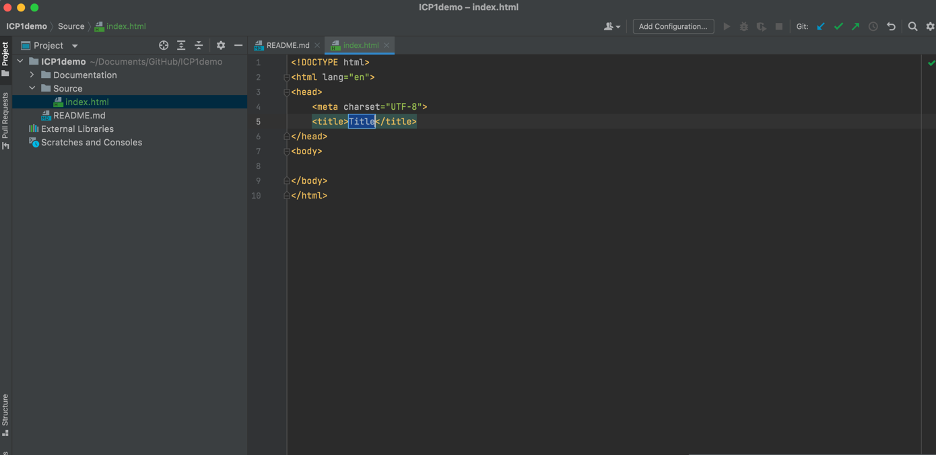 ICP1demo – index.html
ICP1demo Source index.html
Add Configuration...
Git:
Project
README.md
index.html
Project
Pull Requests
Structure
ICP1demo ~/Documents/GitHub/ICP1demo
Documentation
Source
index.html
README.md
External Libraries
Scratches and Consoles
1 <!DOCTYPE html>
2 <html lang="en">
3 <head>
4 <meta charset="UTF-8">
5 <title>Title</title>
6 </head>
7 <body>
8
9 </body>
10 </html>